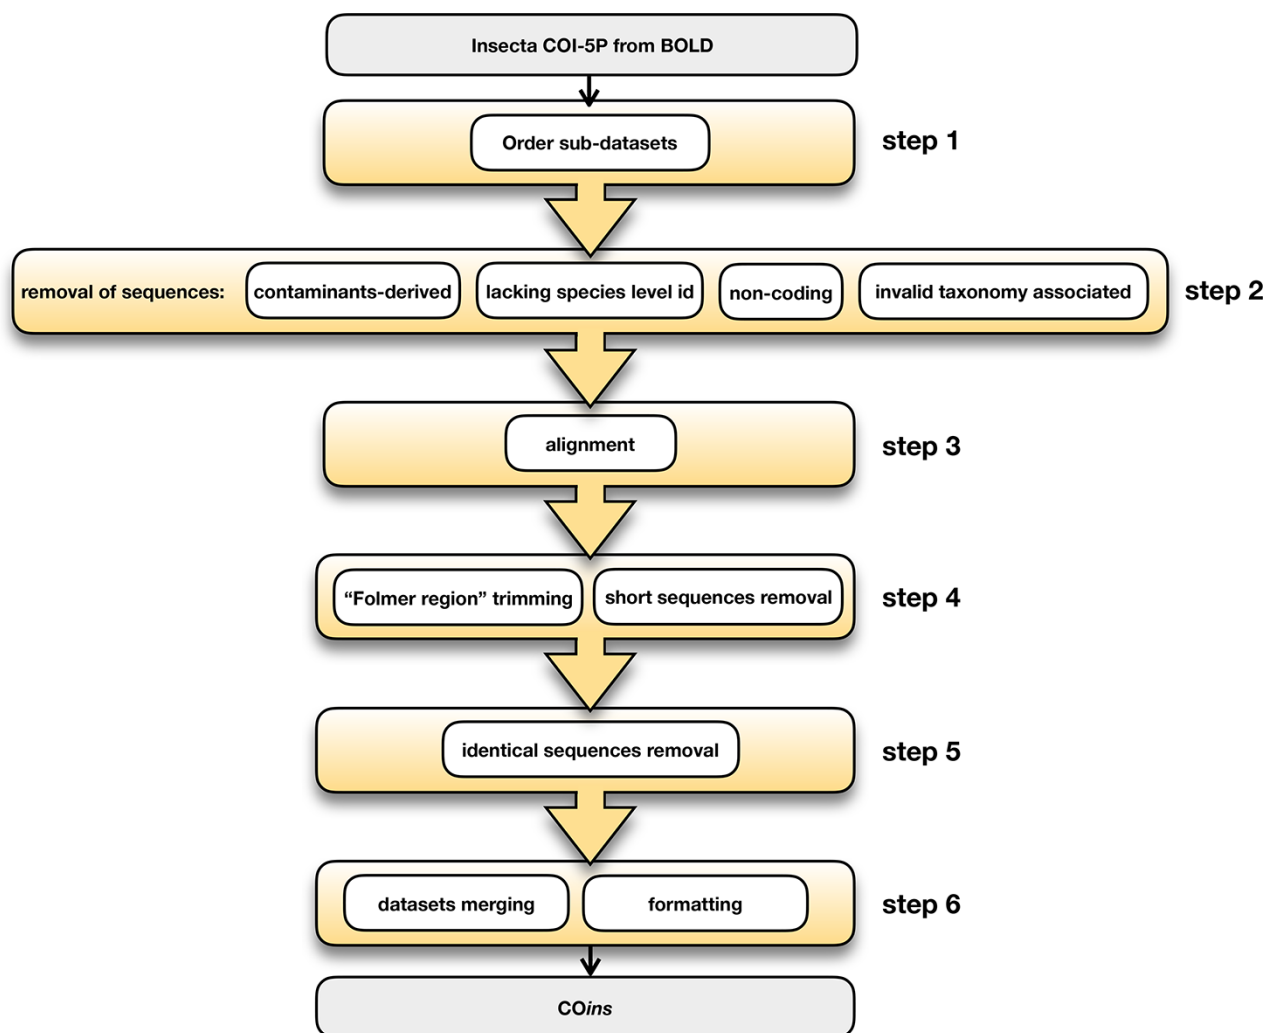 Insecta COI-5P from BOLD
Order sub-datasets
step 1
removal of sequences:
contaminants-derived
lacking species level id
non-coding
invalid taxonomy associated
step 2
alignment
step 3
“Folmer region” trimming
short sequences removal
step 4
identical sequences removal
step 5
datasets merging
formatting
step 6
COins